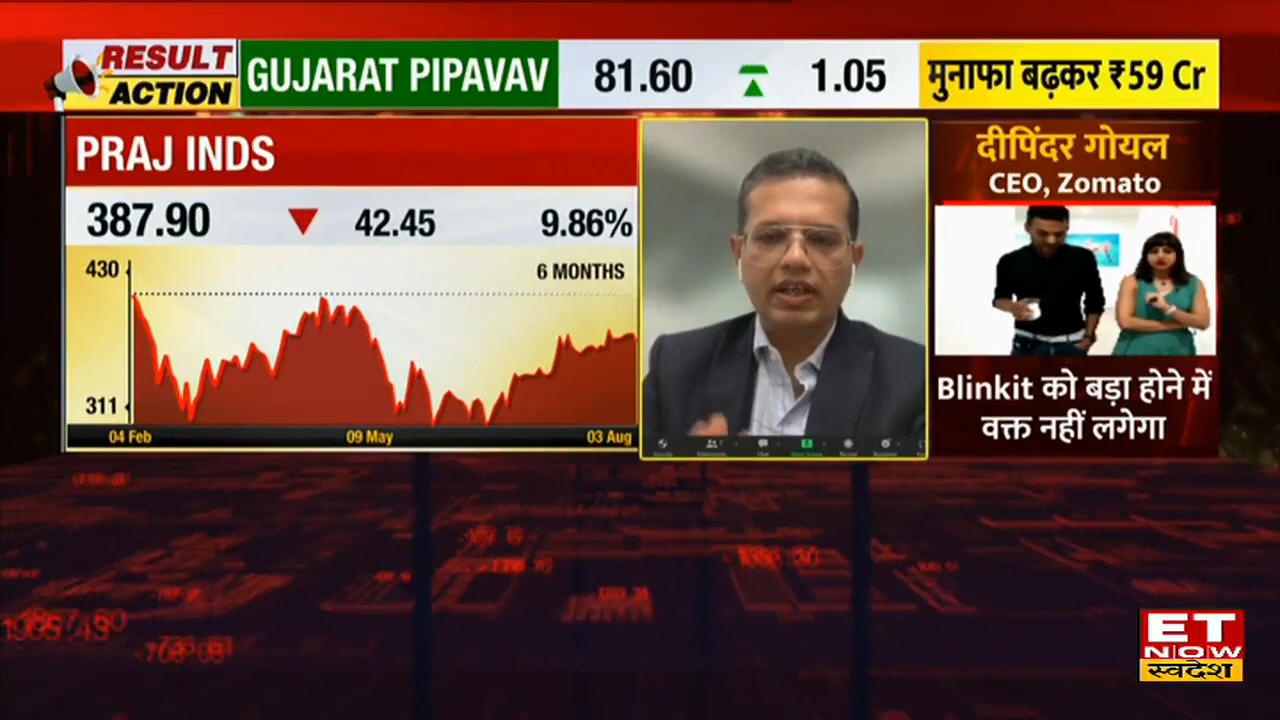 RESULT
ACTION
GUJARAT PIPAVAV
81.60
1.05
मुनाफा बढ़कर ₹59 Cr
PRAJ INDS
387.90
42.45
9.86%
430
6 MONTHS
311
04 Feb
09 May
03 Aug
दीपिंदर गोयल
CEO, Zomato
Blinkit को बड़ा होने में
वक्त नहीं लगेगा
ET
NOW
स्वदेश